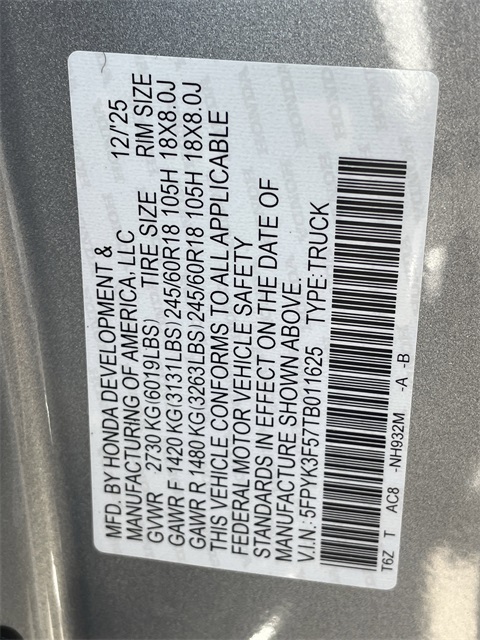 MFD. BY HONDA DEVELOPMENT &
MANUFACTURING OF AMERICA, LLC 12/'25
GVWR 2730 KG(6019LBS) TIRE SIZE RIM SIZE
GAWR F 1420 KG(3131LBS) 245/60R18 105H 18X8.0J
GAWR R 1480 KG(3263LBS) 245/60R18 105H 18X8.0J
THIS VEHICLE CONFORMS TO ALL APPLICABLE
FEDERAL MOTOR VEHICLE SAFETY
STANDARDS IN EFFECT ON THE DATE OF
MANUFACTURE SHOWN ABOVE.
V.I.N.: 5FPYK3F57TB011625 TYPE: TRUCK
T6Z T AC8 -NH932M -A -B